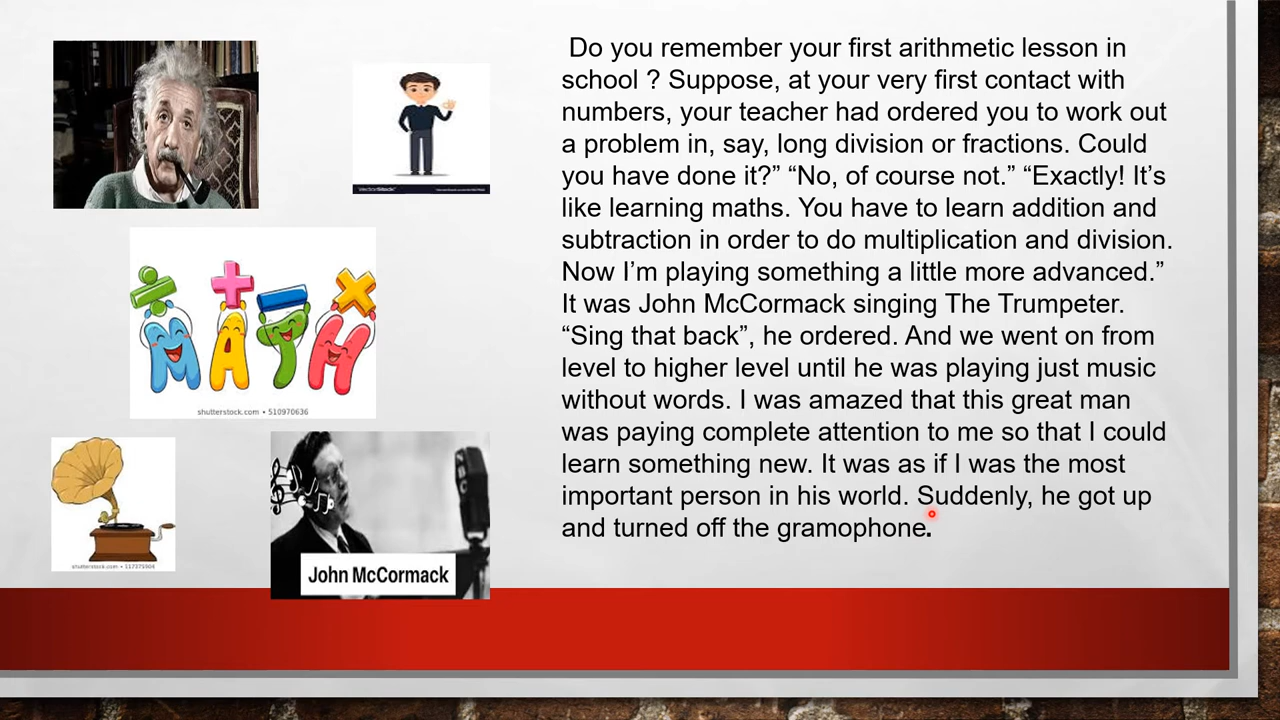 Do you remember your first arithmetic lesson in
school ? Suppose, at your very first contact with
numbers, your teacher had ordered you to work out
a problem in, say, long division or fractions. Could
you have done it?” “No, of course not.” “Exactly! It’s
like learning maths. You have to learn addition and
subtraction in order to do multiplication and division.
Now I’m playing something a little more advanced.”
It was John McCormack singing The Trumpeter.
“Sing that back”, he ordered. And we went on from
level to higher level until he was playing just music
without words. I was amazed that this great man
was paying complete attention to me so that I could
learn something new. It was as if I was the most
important person in his world. Suddenly, he got up
and turned off the gramophone.
MATH
shutterstock.com • 510970636
shutterstock.com • 117375904
John McCormack